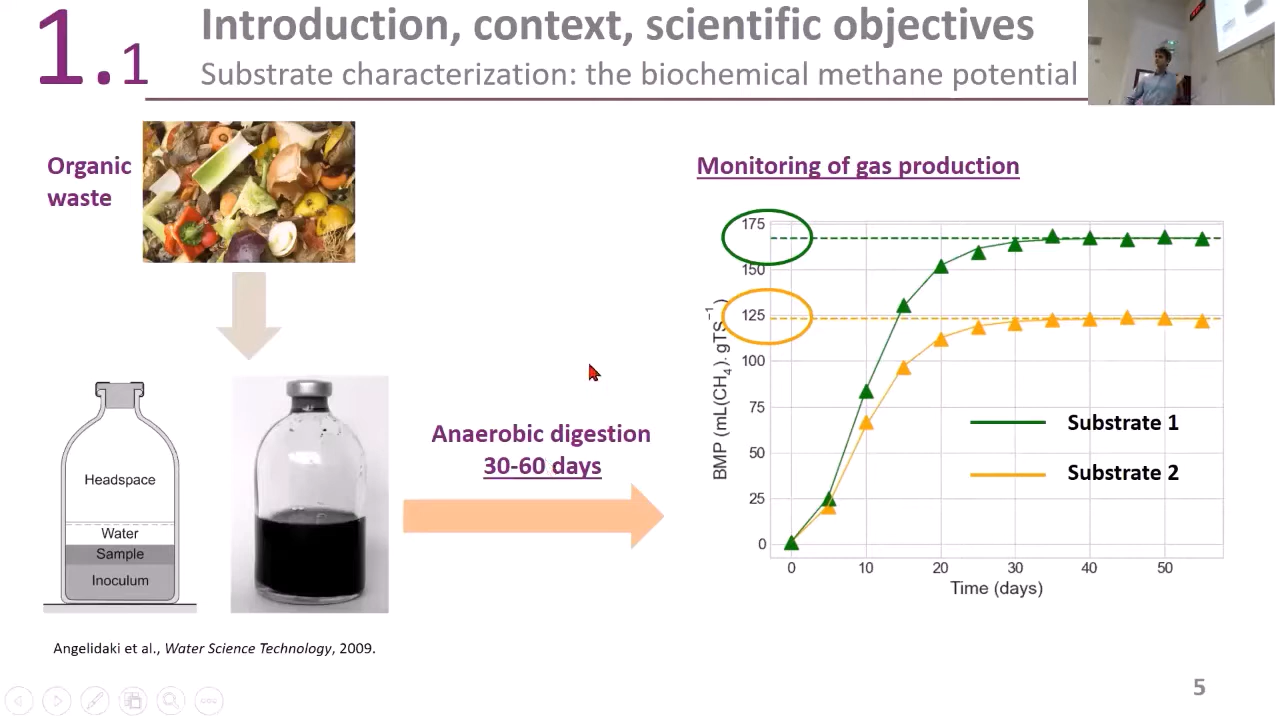 1.1
Introduction, context, scientific objectives
Substrate characterization: the biochemical methane potential
Organic
waste
Headspace
Water
Sample
Inoculum
Angelidaki et al., Water Science Technology, 2009.
Anaerobic digestion
30-60 days
Monitoring of gas production
BMP (mL(CH₄). gTS⁻¹)
175
150
125
100
75
50
25
0
Substrate 1
Substrate 2
0 10 20 30 40 50
Time (days)
5